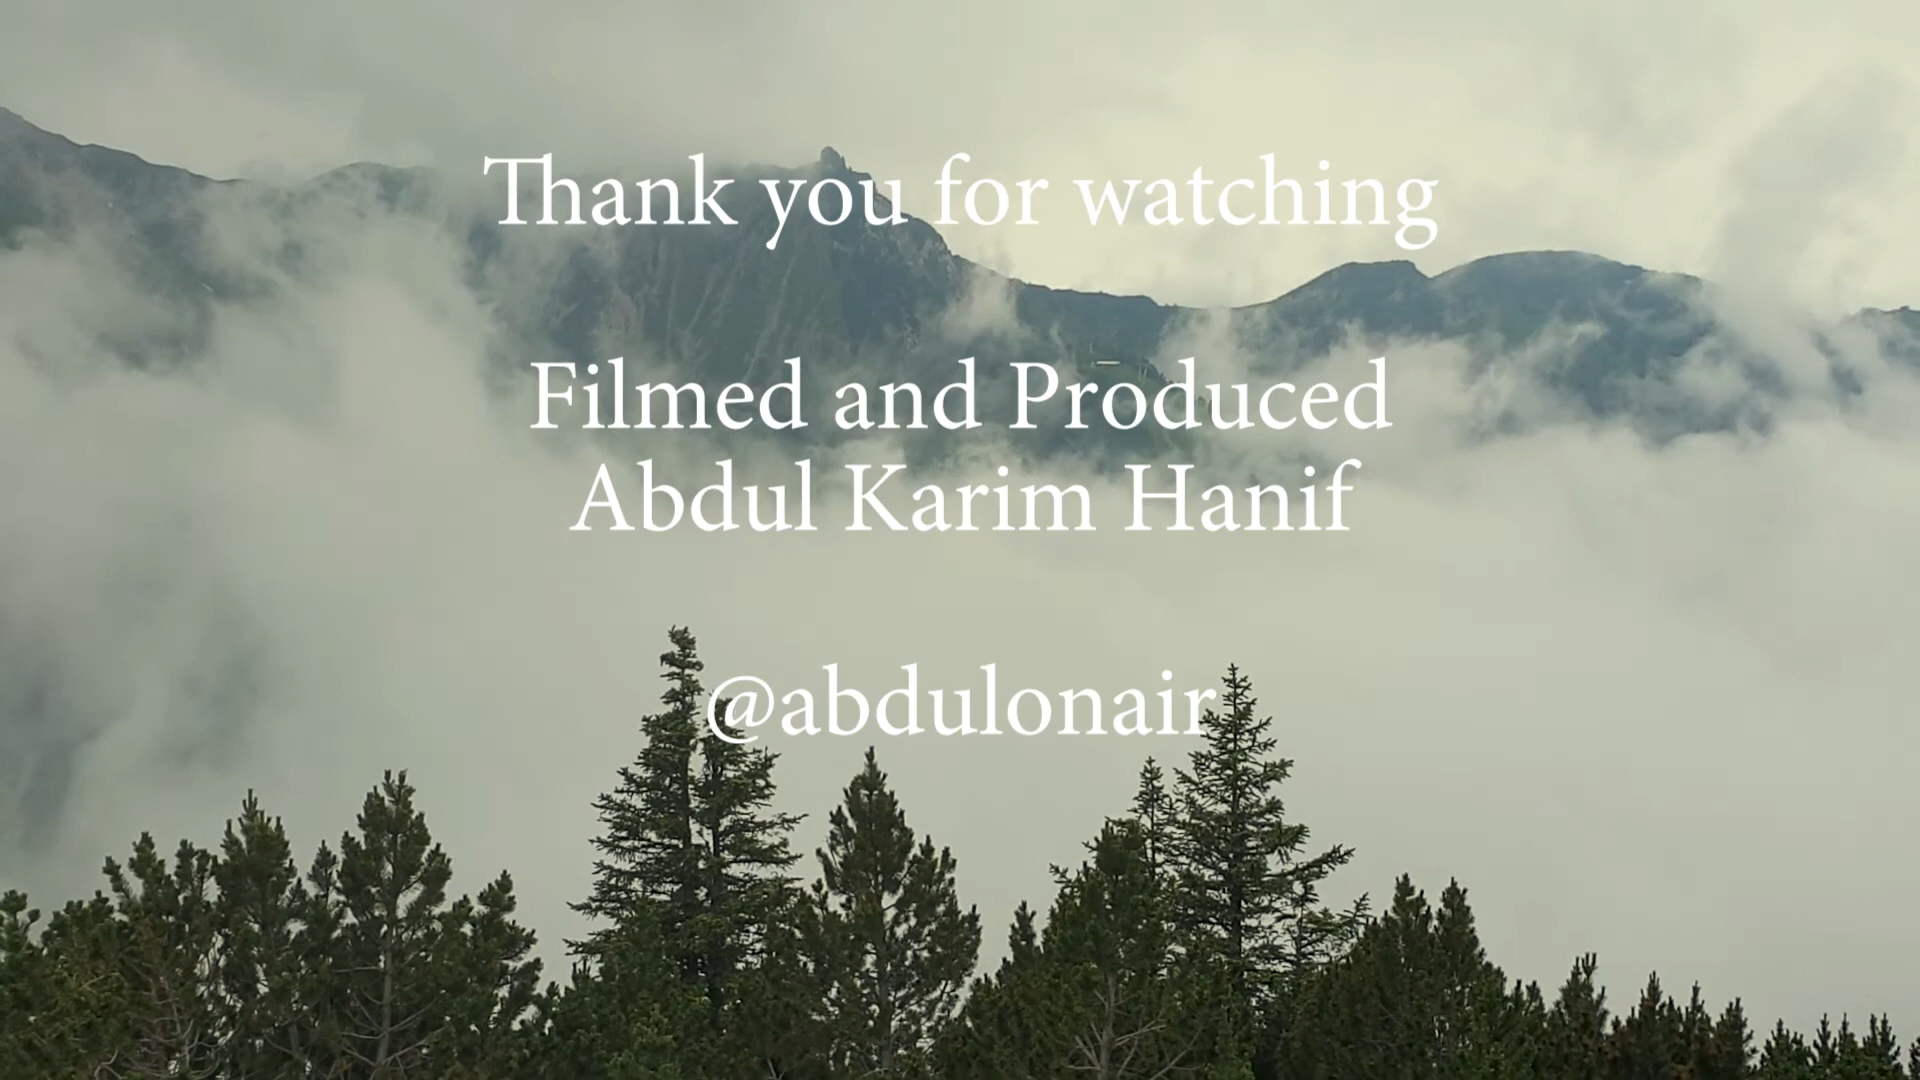 Thank you for watching
Filmed and Produced
Abdul Karim Hanif
@abdulonair